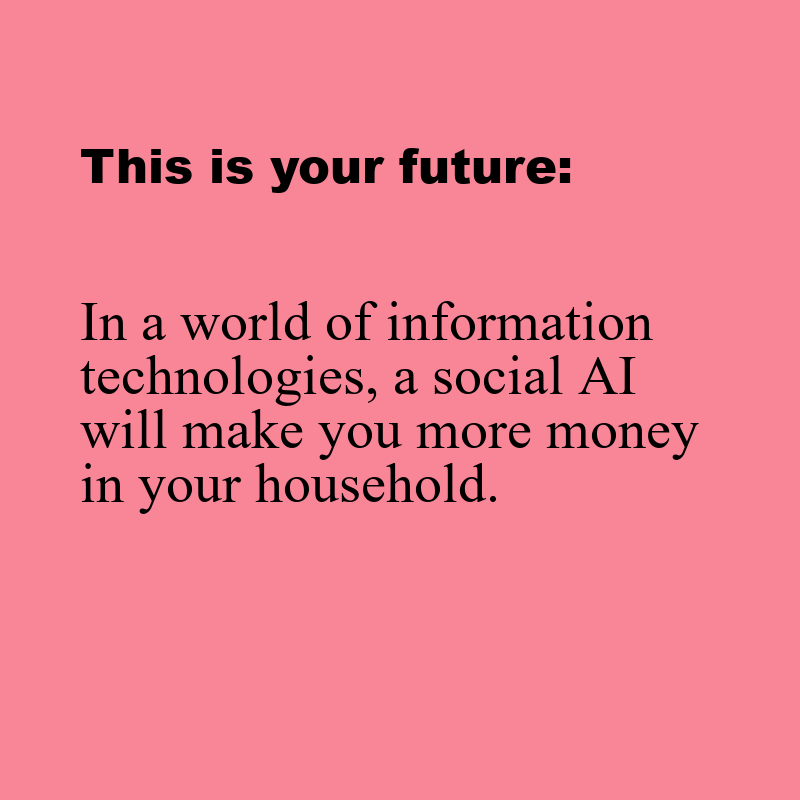 This is your future:
In a world of information
technologies, a social AI
will make you more money
in your household.